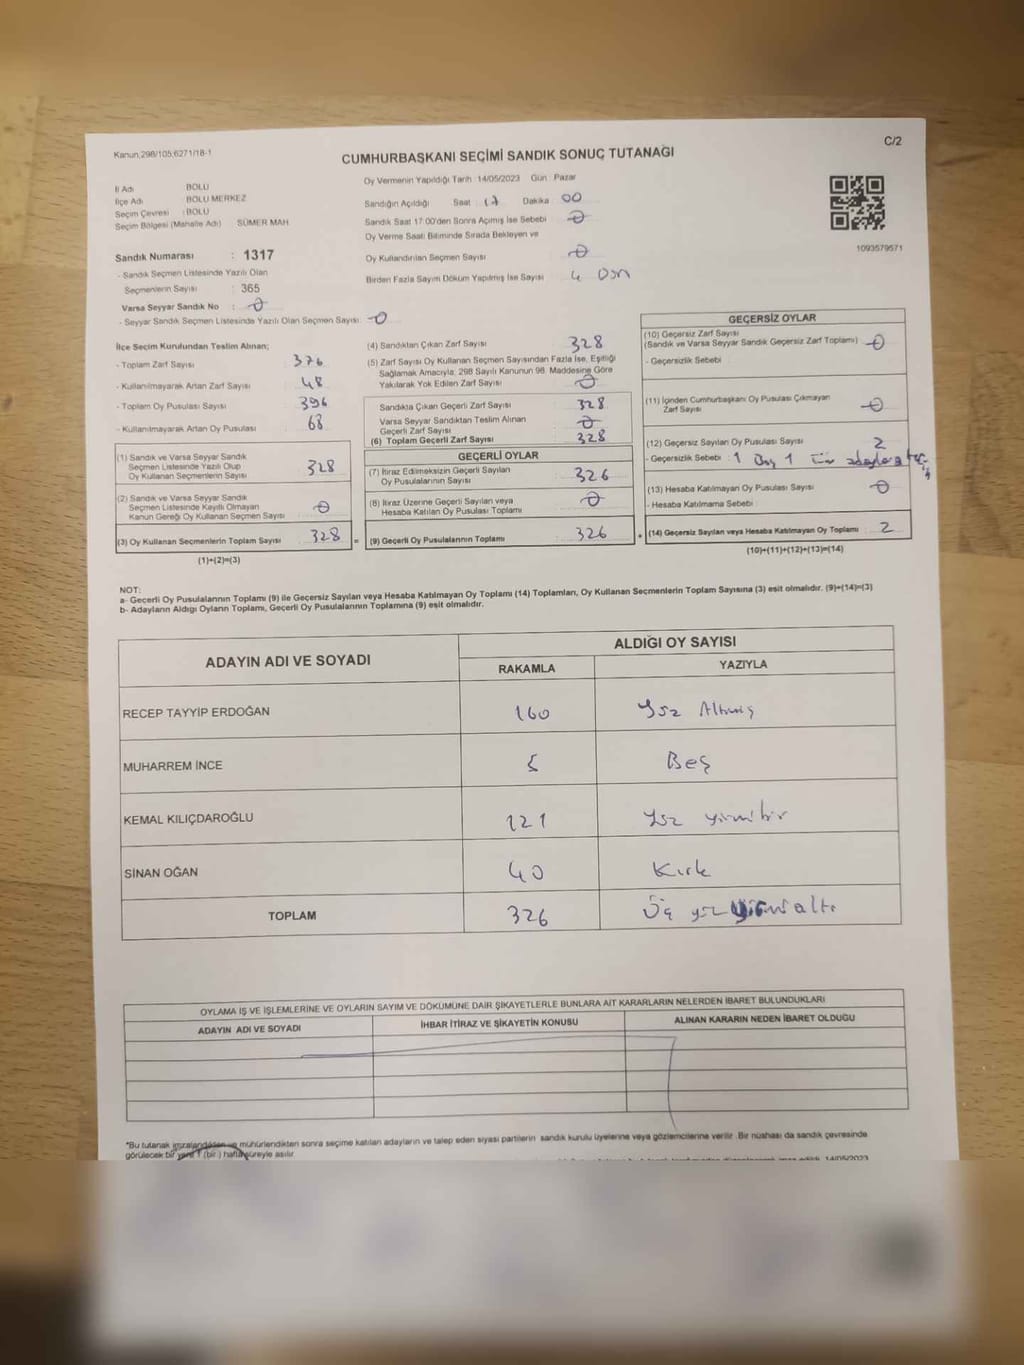 Kanun,298/105,6271/18-1
C/2
CUMHURBAŞKANI SEÇİMİ SANDIK SONUÇ TUTANAĞI
İl Adı : BOLU
İlçe Adı : BOLU MERKEZ
Seçim Çevresi : BOLU
Seçim Bölgesi (Mahalle Adı) SÜMER MAH
Sandık Numarası : 1317
- Sandık Seçmen Listesinde Yazılı Olan
Seçmenlerin Sayısı : 365
Varsa Seyyar Sandık No : 0
- Seyyar Sandık Seçmen Listesinde Yazılı Olan Seçmen Sayısı: 0
Oy Vermenin Yapıldığı Tarih :14/05/2023 Gün : Pazar
Sandığın Açıldığı Saat : 17 Dakika 00
Sandık Saat 17:00'den Sonra Açılmış İse Sebebi : 0
Oy Verme Saati Bitiminde Sırada Bekleyen ve
Oy Kullandırılan Seçmen Sayısı : 0
Birden Fazla Sayım Döküm Yapılmış İse Sayısı :
1093579571
İlçe Seçim Kurulundan Teslim Alınan;
- Toplam Zarf Sayısı : 376
- Kullanılmayarak Artan Zarf Sayısı : 48
- Toplam Oy Pusulası Sayısı : 396
- Kullanılmayarak Artan Oy Pusulası : 68
(1) Sandık ve Varsa Seyyar Sandık
Seçmen Listesinde Yazılı Olup
Oy Kullanan Seçmenlerin Sayısı : 328
(2) Sandık ve Varsa Seyyar Sandık
Seçmen Listesinde Kayıtlı Olmayan
Kanun Gereği Oy Kullanan Seçmen Sayısı : 0
(3) Oy Kullanan Seçmenlerin Toplam Sayısı : 328
(1)+(2)=(3)
(4) Sandıktan Çıkan Zarf Sayısı : 328
(5) Zarf Sayısı Oy Kullanan Seçmen Sayısından Fazla İse, Eşitliği
Sağlamak Amacıyla, 298 Sayılı Kanunun 98. Maddesine Göre
Yakılarak Yok Edilen Zarf Sayısı : 0
Sandıkta Çıkan Geçerli Zarf Sayısı : 328
Varsa Seyyar Sandıktan Teslim Alınan
Geçerli Zarf Sayısı : 0
(6) Toplam Geçerli Zarf Sayısı : 328
GEÇERLİ OYLAR
(7) İtiraz Edilmeksizin Geçerli Sayılan
Oy Pusulalarının Sayısı : 326
(8) İtiraz Üzerine Geçerli Sayılan veya
Hesaba Katılan Oy Pusulası Toplamı : 0
= (9) Geçerli Oy Pusulalarının Toplamı : 326
GEÇERSİZ OYLAR
(10) Geçersiz Zarf Sayısı
(Sandık ve Varsa Seyyar Sandık Geçersiz Zarf Toplamı) : 0
- Geçersizlik Sebebi :
(11) İçinden Cumhurbaşkanı Oy Pusulası Çıkmayan
Zarf Sayısı : 0
(12) Geçersiz Sayılan Oy Pusulası Sayısı : 2
- Geçersizlik Sebebi : 1 Boş 1
(13) Hesaba Katılmayan Oy Pusulası Sayısı : 0
- Hesaba Katılmama Sebebi :
+ (14) Geçersiz Sayılan veya Hesaba Katılmayan Oy Toplamı : 2
(10)+(11)+(12)+(13)=(14)
NOT:
a- Geçerli Oy Pusulalarının Toplamı (9) ile Geçersiz Sayılan veya Hesaba Katılmayan Oy Toplamı (14) Toplamları, Oy Kullanan Seçmenlerin Toplam Sayısına (3) eşit olmalıdır. (9)+(14)=(3)
b- Adayların Aldığı Oyların Toplamı, Geçerli Oy Pusulalarının Toplamına (9) eşit olmalıdır.
ADAYIN ADI VE SOYADI
ALDIĞI OY SAYISI
RAKAMLA YAZIYLA
RECEP TAYYİP ERDOĞAN 160 Yüz Altmış
MUHARREM İNCE 5 Beş
KEMAL KILIÇDAROĞLU 121 Yüz yirmibir
SİNAN OĞAN 40 Kırk
TOPLAM 326 Üç yüz yirmi altı
OYLAMA İŞ VE İŞLEMLERİNE VE OYLARIN SAYIM VE DÖKÜMÜNE DAİR ŞİKAYETLERLE BUNLARA AİT KARARLARIN NELERDEN İBARET BULUNDUKLARI
ADAYIN ADI VE SOYADI İHBAR İTİRAZ VE ŞİKAYETİN KONUSU ALINAN KARARIN NEDEN İBARET OLDUĞU
*Bu tutanak imzalandıktan ve mühürlendikten sonra seçime katılan adayların ve talep eden siyasi partilerin sandık kurulu üyelerine veya gözlemcilerine verilir. Bir nüshası da sandık çevresinde
görülecek bir yere 1 (bir ) hafta süreyle asılır.
14/05/2023